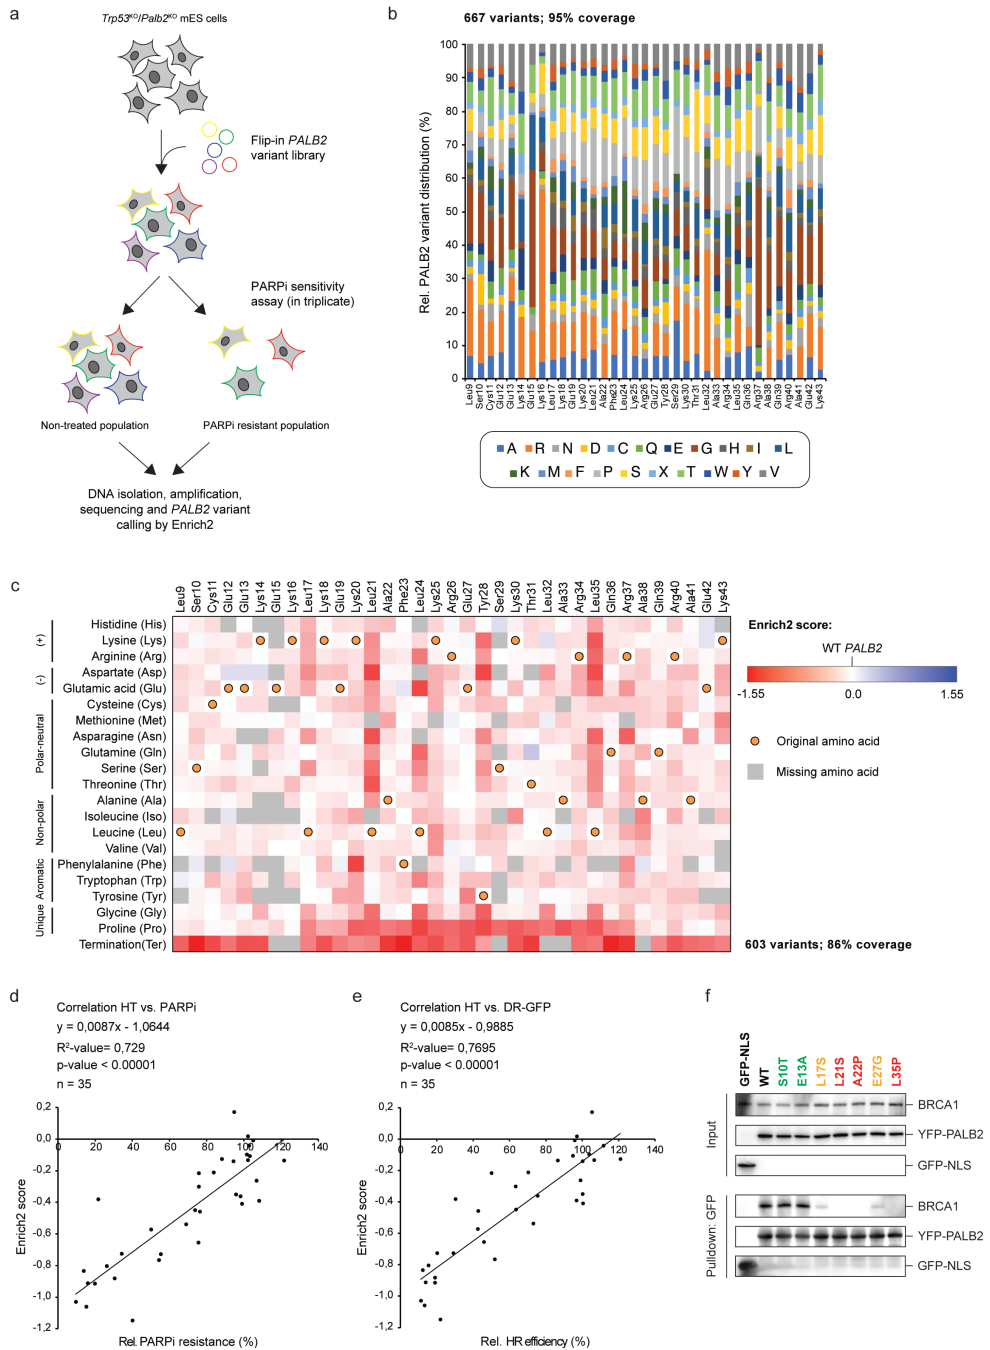 a
Trp53KO/Palb2KO mES cells
Flip-in PALB2
variant library
PARPi sensitivity
assay (in triplicate)
Non-treated population
PARPi resistant population
DNA isolation, amplification,
sequencing and PALB2 variant
calling by Enrich2
b
667 variants; 95% coverage
Rel. PALB2 variant distribution (%)
100
90
80
70
60
50
40
30
20
10
0
Leu9 Ser10 Cys11 Glu12 Glu13 Lys14 Glu15 Lys16 Leu17 Lys18 Glu19 Lys20 Leu21 Ala22 Phe23 Leu24 Lys25 Arg26 Glu27 Tyr28 Ser29 Lys30 Thr31 Leu32 Ala33 Arg34 Leu35 Gln36 Arg37 Ala38 Gln39 Arg40 Ala41 Glu42 Lys43
A R N D C Q E G H I L
K M F P S X T W Y V
c
Leu9 Ser10 Cys11 Glu12 Glu13 Lys14 Glu15 Lys16 Leu17 Lys18 Glu19 Lys20 Leu21 Ala22 Phe23 Leu24 Lys25 Arg26 Glu27 Tyr28 Ser29 Lys30 Thr31 Leu32 Ala33 Arg34 Leu35 Gln36 Arg37 Ala38 Gln39 Arg40 Ala41 Glu42 Lys43
(+)
Histidine (His)
Lysine (Lys)
Arginine (Arg)
(-)
Aspartate (Asp)
Glutamic acid (Glu)
Polar-neutral
Cysteine (Cys)
Methionine (Met)
Asparagine (Asn)
Glutamine (Gln)
Serine (Ser)
Threonine (Thr)
Non-polar
Alanine (Ala)
Isoleucine (Iso)
Leucine (Leu)
Valine (Val)
Aromatic
Phenylalanine (Phe)
Tryptophan (Trp)
Tyrosine (Tyr)
Unique
Glycine (Gly)
Proline (Pro)
Termination(Ter)
Enrich2 score:
WT PALB2
-1.55 0.0 1.55
Original amino acid
Missing amino acid
603 variants; 86% coverage
d
Correlation HT vs. PARPi
y = 0,0087x - 1,0644
R2-value= 0,729
p-value < 0.00001
n = 35
Enrich2 score
0,2
0,0
-0,2
-0,4
-0,6
-0,8
-1,0
-1,2
20 40 60 80 100 120 140
Rel. PARPi resistance (%)
e
Correlation HT vs. DR-GFP
y = 0,0085x - 0,9885
R2-value= 0,7695
p-value < 0.00001
n = 35
Enrich2 score
0,2
0,0
-0,2
-0,4
-0,6
-0,8
-1,0
-1,2
20 40 60 80 100 120 140
Rel. HR efficiency (%)
f
GFP-NLS WT S10T E13A L17S L21S A22P E27G L35P
Input
BRCA1
YFP-PALB2
GFP-NLS
Pulldown: GFP
BRCA1
YFP-PALB2
GFP-NLS